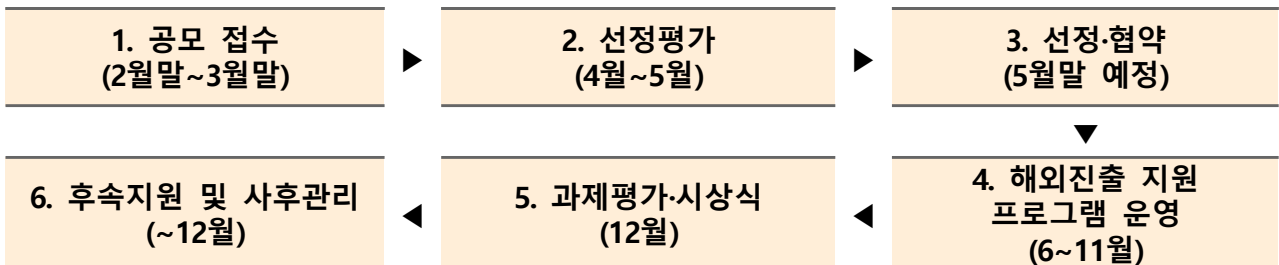 1. 공모 접수
(2월말~3월말)
▶
2. 선정평가
(4월~5월)
▶
3. 선정·협약
(5월말 예정)
▼
4. 해외진출 지원
프로그램 운영
(6~11월)
◀
5. 과제평가·시상식
(12월)
◀
6. 후속지원 및 사후관리
(~12월)